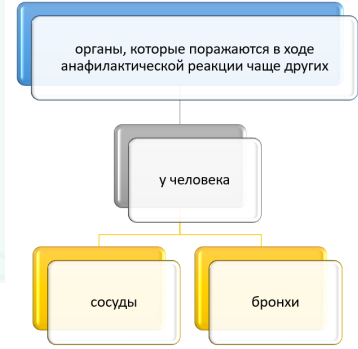 органы, которые поражаются в ходе
анафилактической реакции чаще других
у человека
сосуды
бронхи